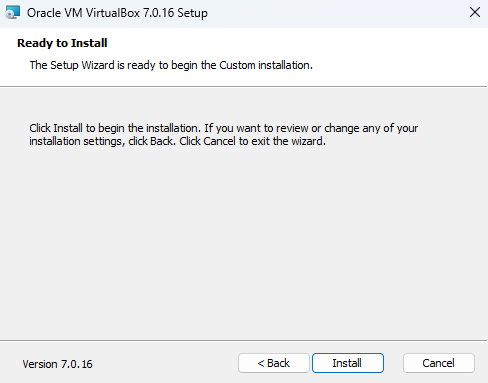 Oracle VM VirtualBox 7.0.16 Setup
Ready to Install
The Setup Wizard is ready to begin the Custom installation.
Click Install to begin the installation. If you want to review or change any of your
installation settings, click Back. Click Cancel to exit the wizard.
Version 7.0.16
< Back
Install
Cancel